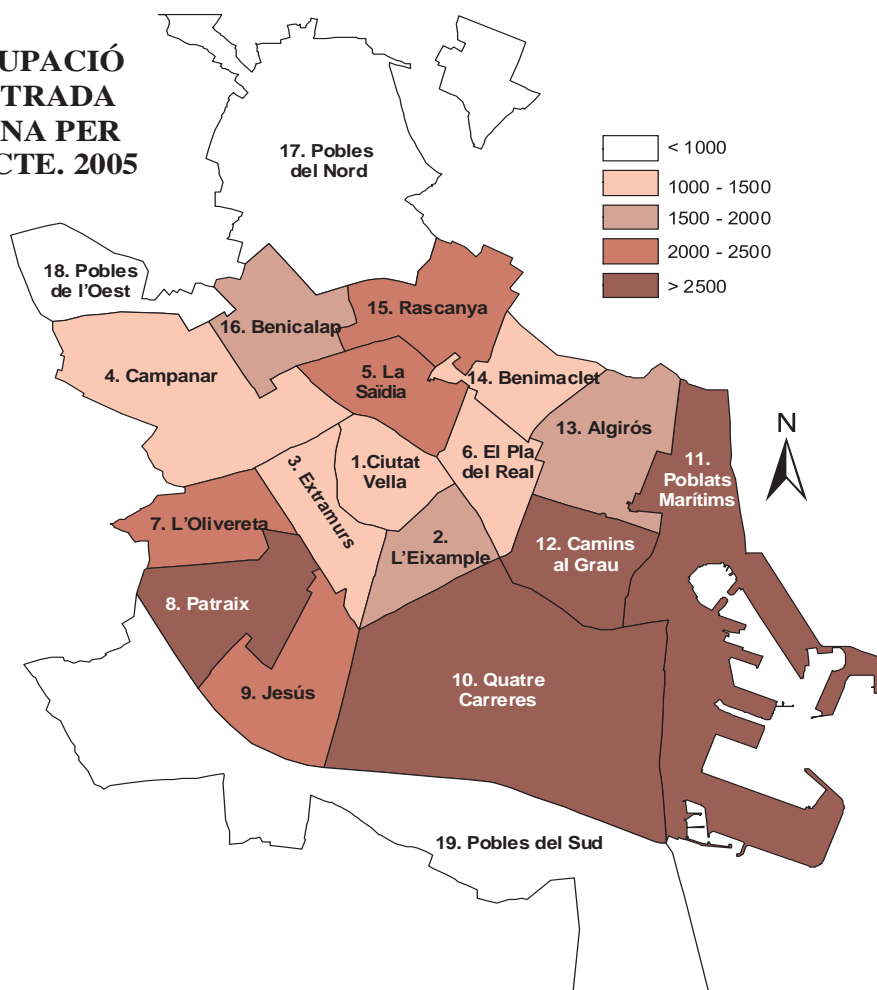 UPACIÓ
TRADA
NA PER
CTE. 2005
17. Pobles
del Nord
< 1000
1000 - 1500
1500 - 2000
2000 - 2500
> 2500
18. Pobles
de l'Oest
15. Rascanya
16. Benicalap
4. Campanar
5. La
Saïdia
14. Benimaclet
N
13. Algirós
6. El Pla
del Real
1.Ciutat
Vella
3. Extramurs
11.
Poblats
Marítims
7. L'Olivereta
2.
L'Eixample
12. Camins
al Grau
8. Patraix
9. Jesús
10. Quatre
Carreres
19. Pobles del Sud